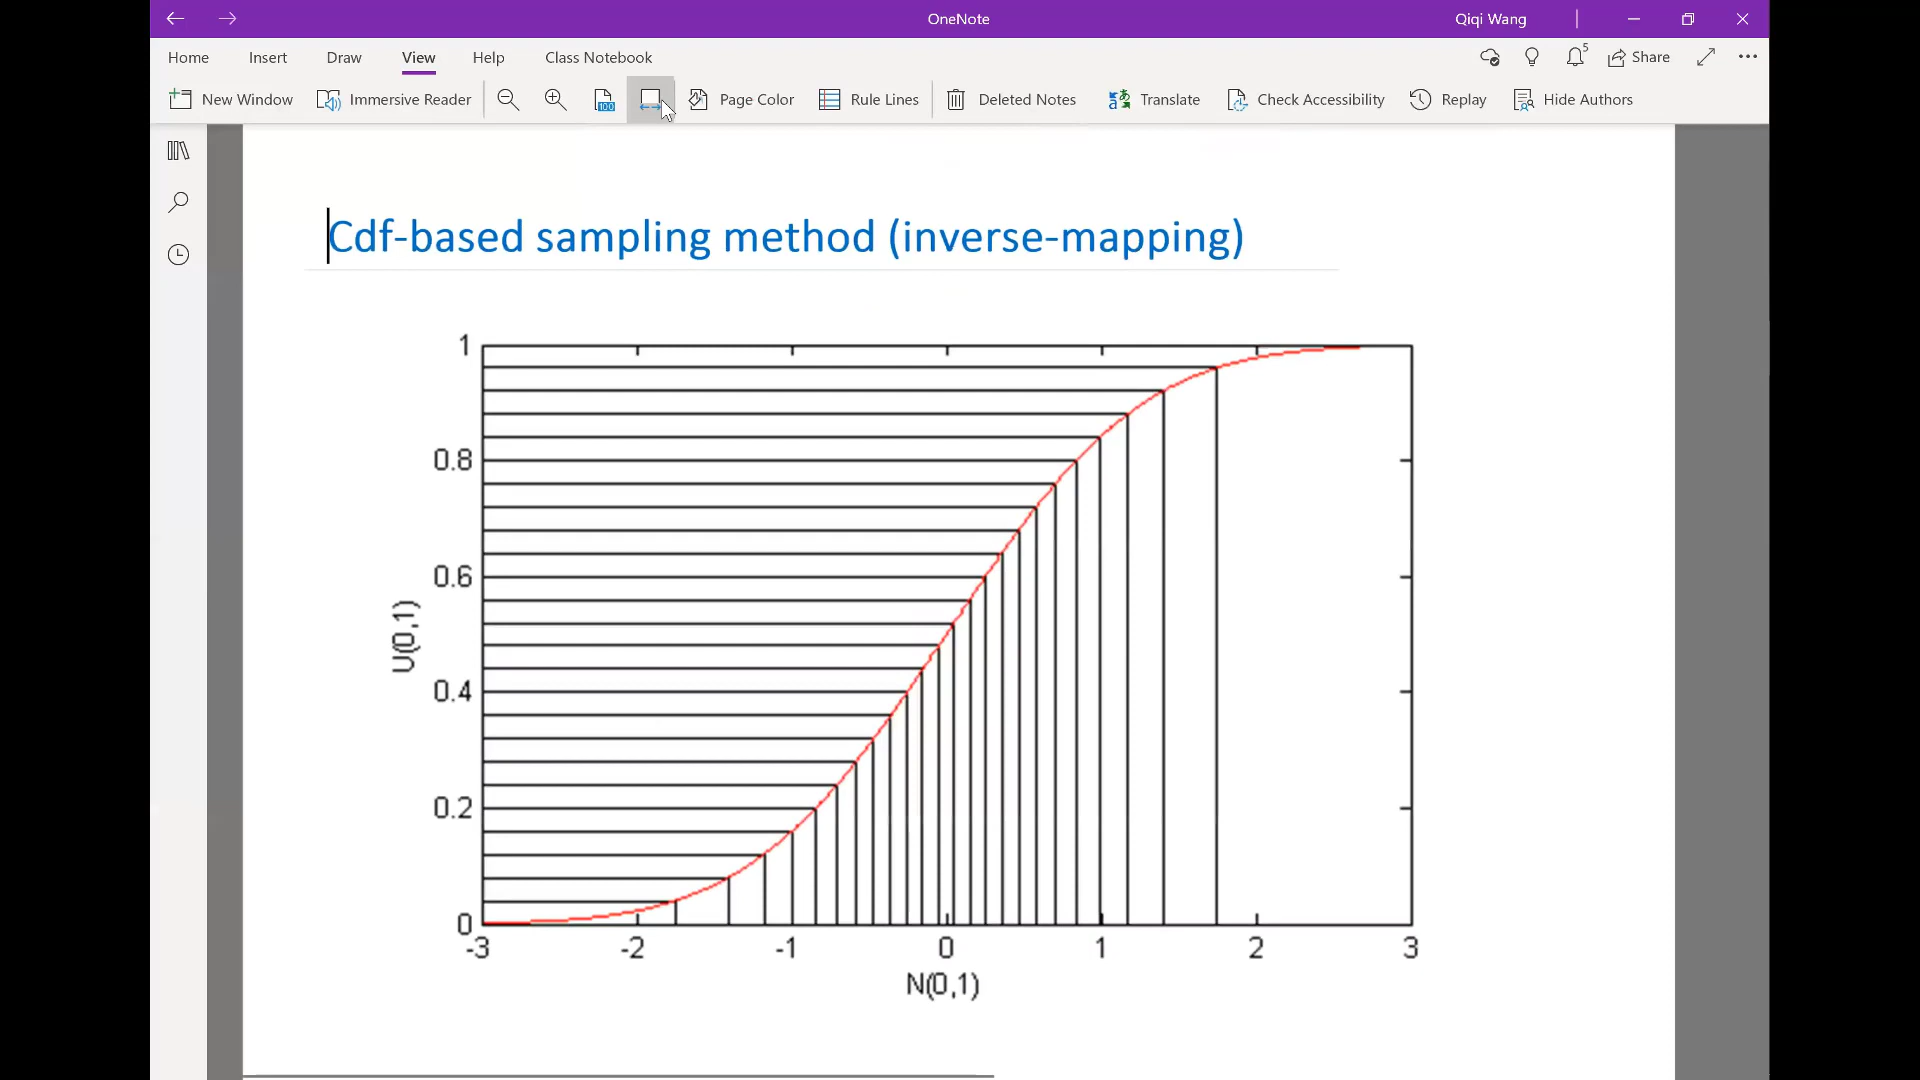 OneNote
Qiqi Wang
Home Insert Draw View Help Class Notebook
5
Share
New Window Immersive Reader 100 Page Color Rule Lines Deleted Notes Translate Check Accessibility Replay Hide Authors
Cdf-based sampling method (inverse-mapping)
1
0.8
0.6
0.4
0.2
0
U(0,1)
-3 -2 -1 0 1 2 3
N(0,1)